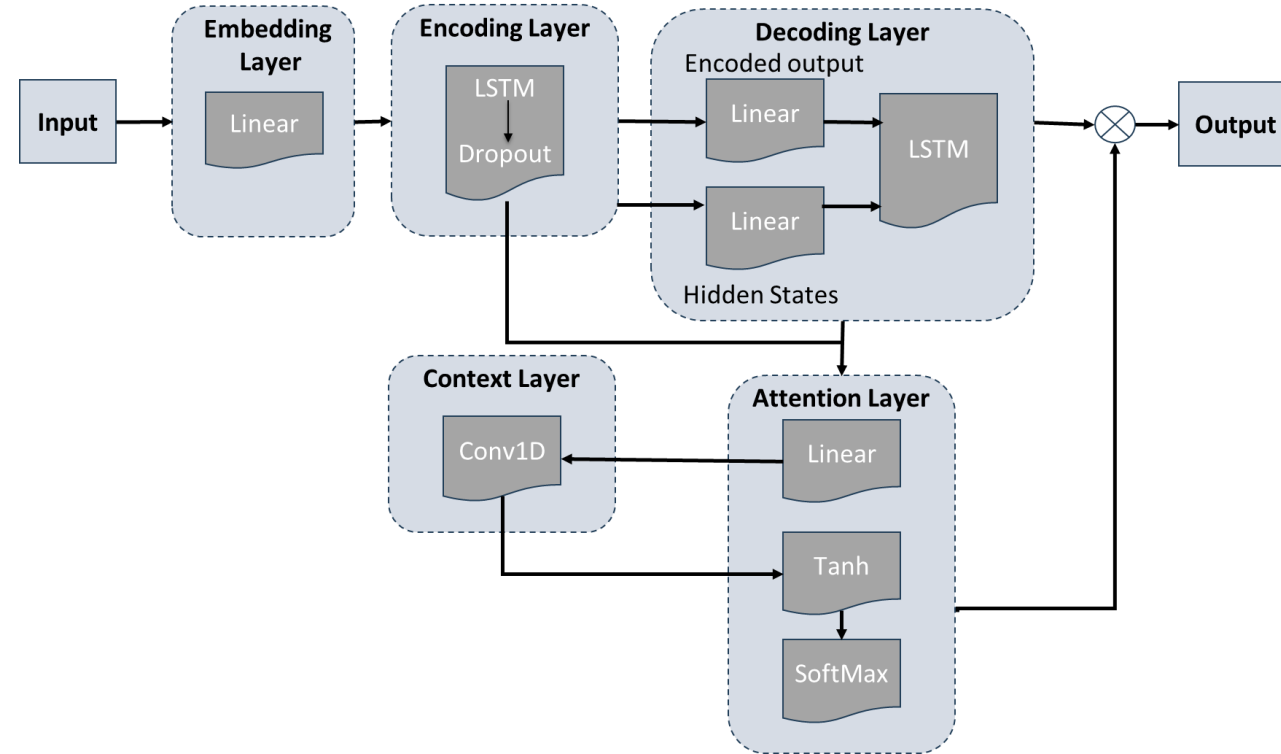 Input
Embedding
Layer
Linear
Encoding Layer
LSTM
Dropout
Decoding Layer
Encoded output
Linear
LSTM
Linear
Hidden States
Output
Context Layer
Conv1D
Attention Layer
Linear
Tanh
SoftMax